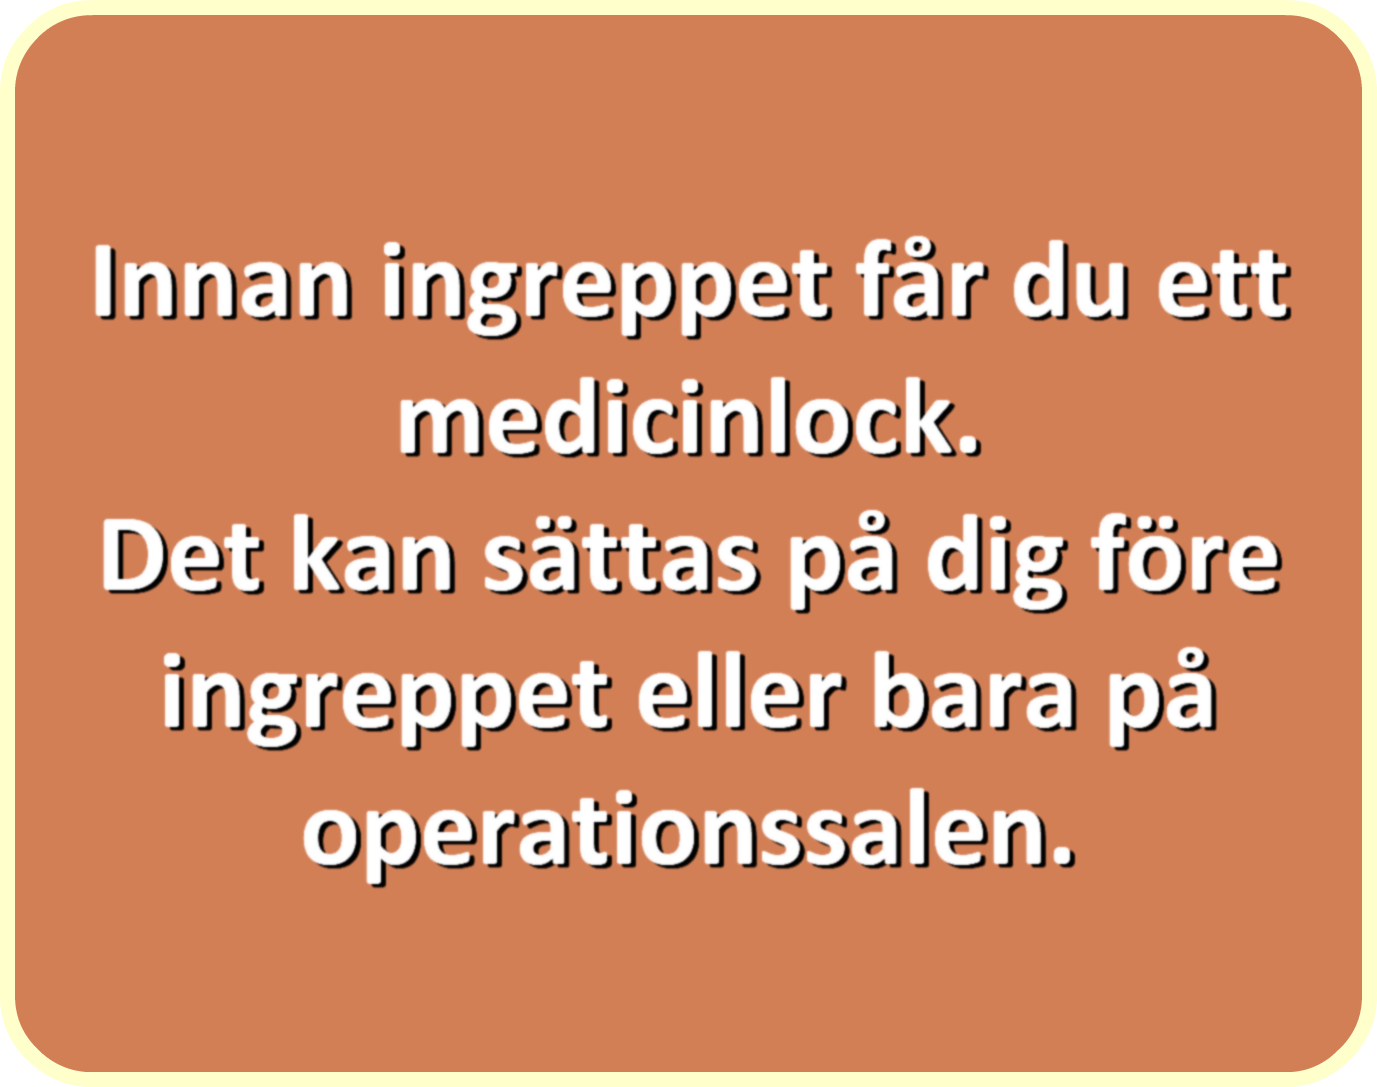 Innan ingreppet får du ett
medicinlock.
Det kan sättas på dig före
ingreppet eller bara på
operationssalen.